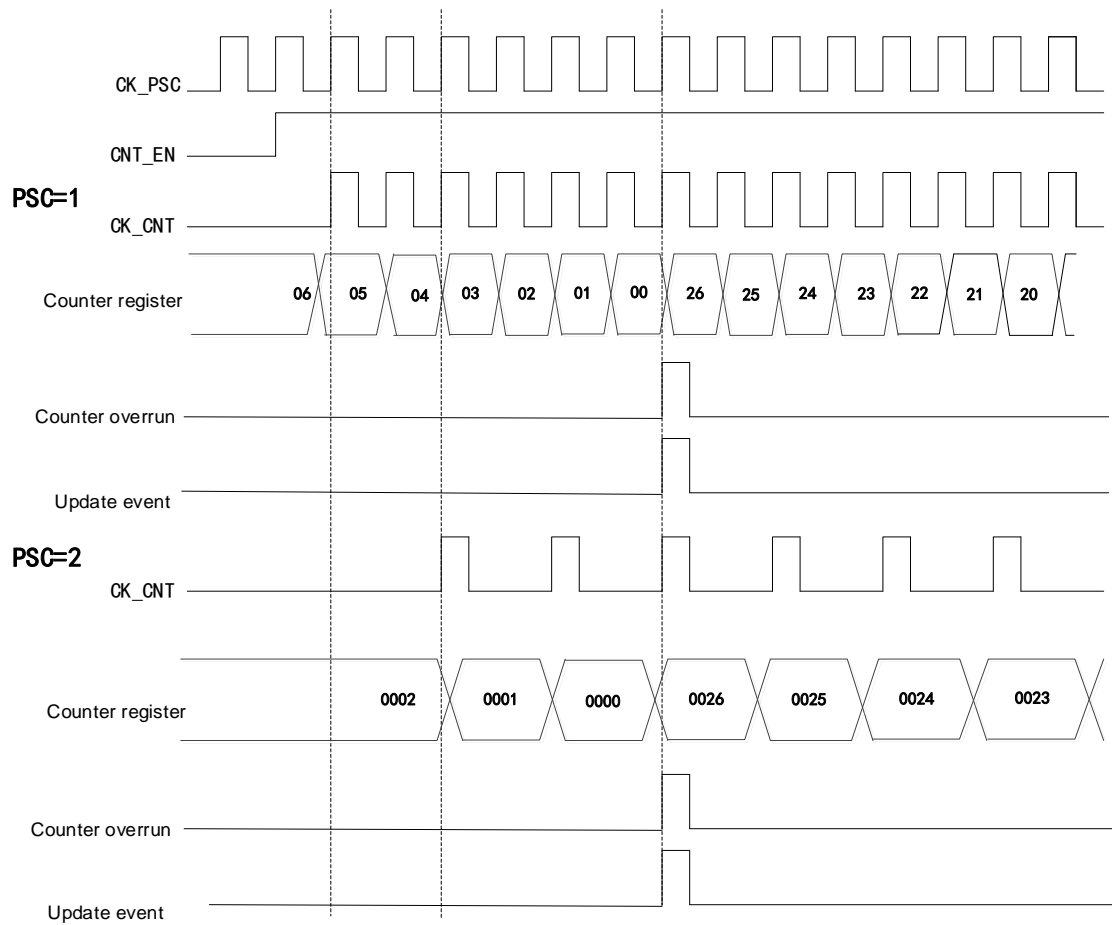 CK_PSC
CNT_EN
PSC=1
CK_CNT
Counter register 06 05 04 03 02 01 00 26 25 24 23 22 21 20
Counter overrun
Update event
PSC=2
CK_CNT
Counter register 0002 0001 0000 0026 0025 0024 0023
Counter overrun
Update event